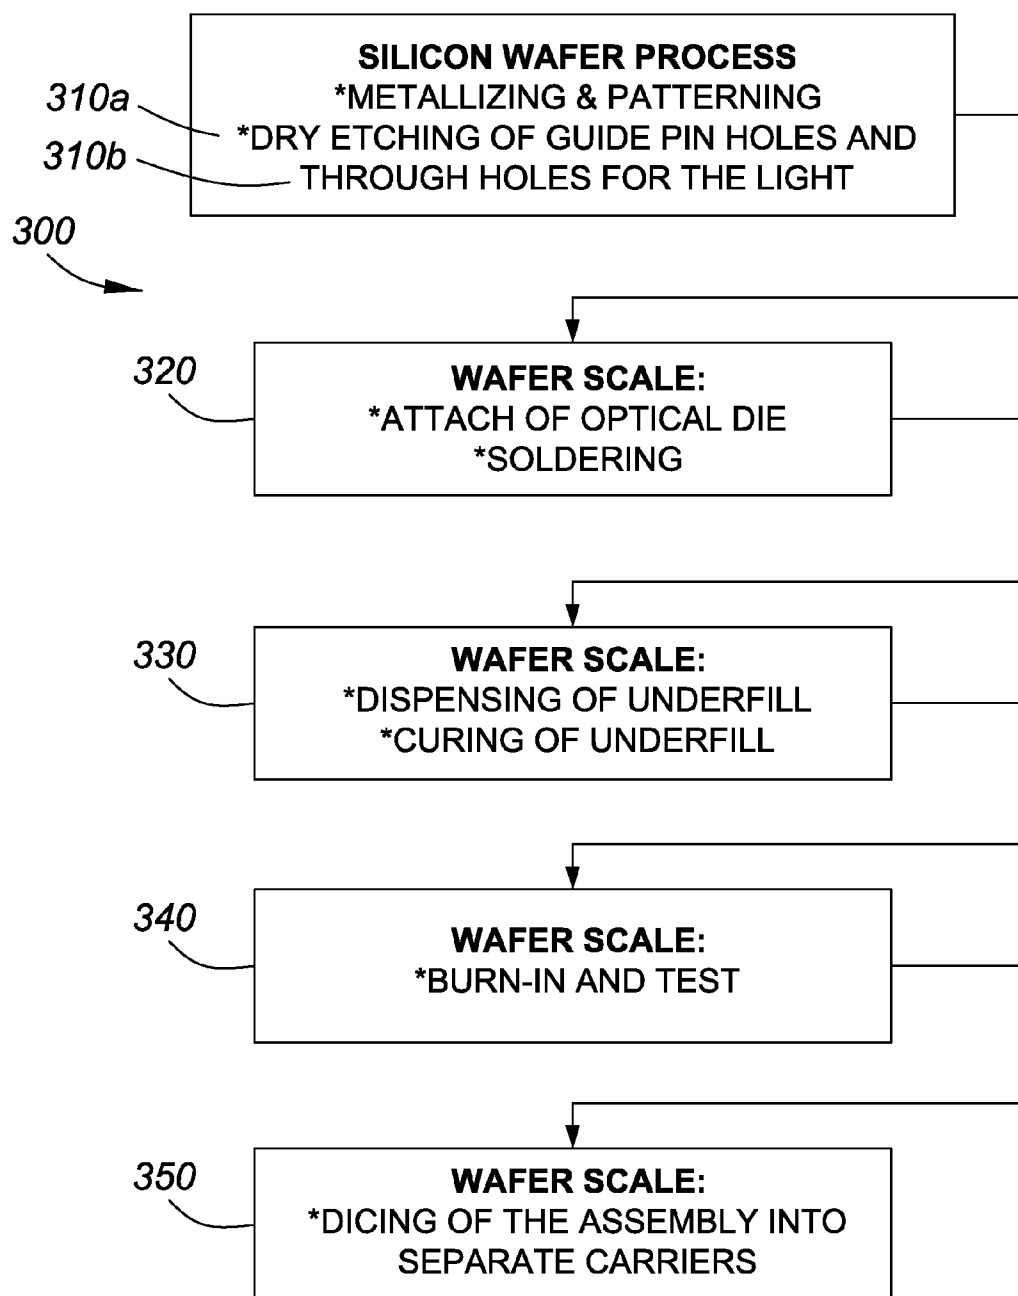 SILICON WAFER PROCESS
*METALLIZING & PATTERNING
310a
*DRY ETCHING OF GUIDE PIN HOLES AND
310b
THROUGH HOLES FOR THE LIGHT
300
320
WAFER SCALE:
*ATTACH OF OPTICAL DIE
*SOLDERING
330
WAFER SCALE:
*DISPENSING OF UNDERFILL
*CURING OF UNDERFILL
340
WAFER SCALE:
*BURN-IN AND TEST
350
WAFER SCALE:
*DICING OF THE ASSEMBLY INTO
SEPARATE CARRIERS